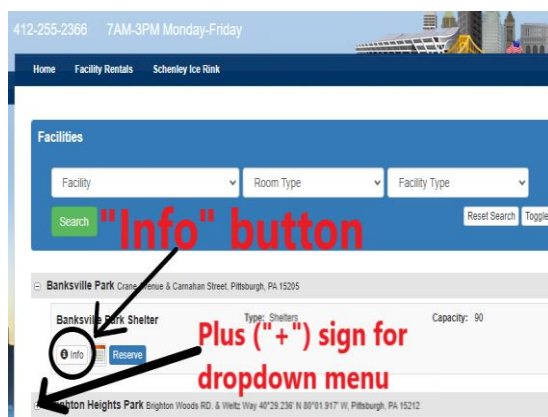 412-255-2366 7AM-3PM Monday-Friday
Home Facility Rentals Schenley Ice Rink
Facilities
Facility Room Type Facility Type
Search Reset Search Toggle
"Info" button
Banksville Park Crane Avenue & Carnahan Street, Pittsburgh, PA 15205
Banksville Park Shelter Type: Shelters Capacity: 90
Info Reserve
Plus ("+") sign for
dropdown menu
Brighton Heights Park Brighton Woods RD. & Weitz Way 40°29.236' N 80°01.917' W, Pittsburgh, PA 15212